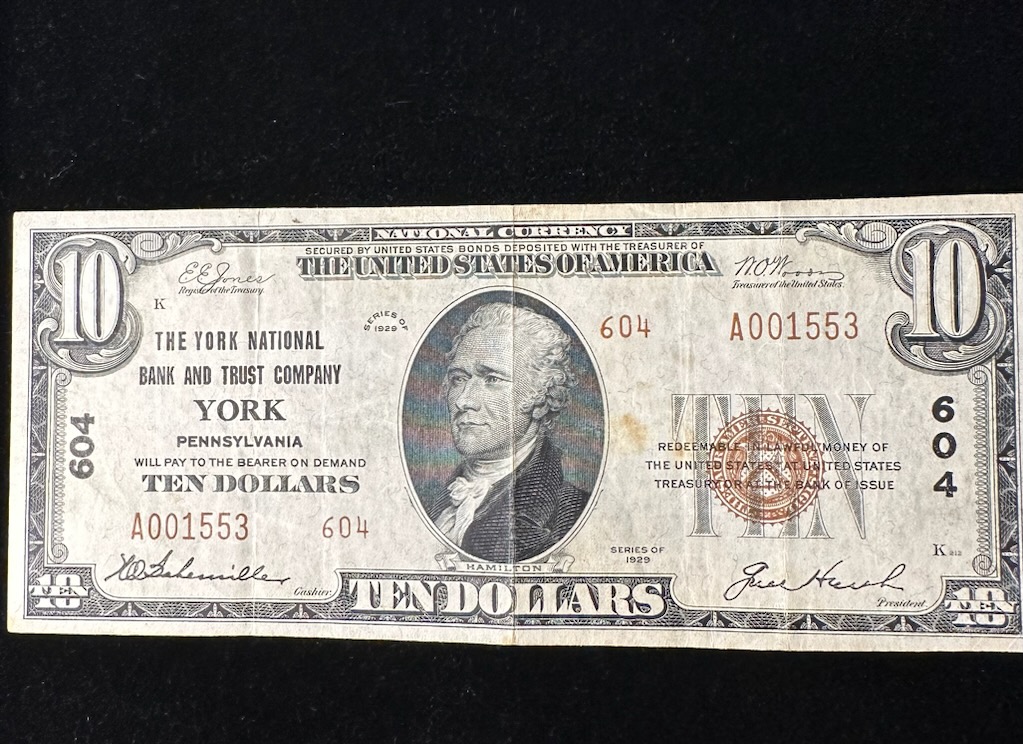 NATIONAL CURRENCY
SECURED BY UNITED STATES BONDS DEPOSITED WITH THE TREASURER OF
THE UNITED STATES OF AMERICA
10
10
E E Jones
Register of the Treasury.
W.O. Woods
Treasurer of the United States.
K
SERIES OF
1929
604
A001553
THE YORK NATIONAL
BANK AND TRUST COMPANY
YORK
PENNSYLVANIA
WILL PAY TO THE BEARER ON DEMAND
TEN DOLLARS
604
604
TEN
REDEEMABLE IN LAWFUL MONEY OF
THE UNITED STATES AT UNITED STATES
TREASURY OR AT THE BANK OF ISSUE
A001553
604
SERIES OF
1929
K 212
HAMILTON
Cashier.
President.
TEN
10
TEN DOLLARS
TEN
10